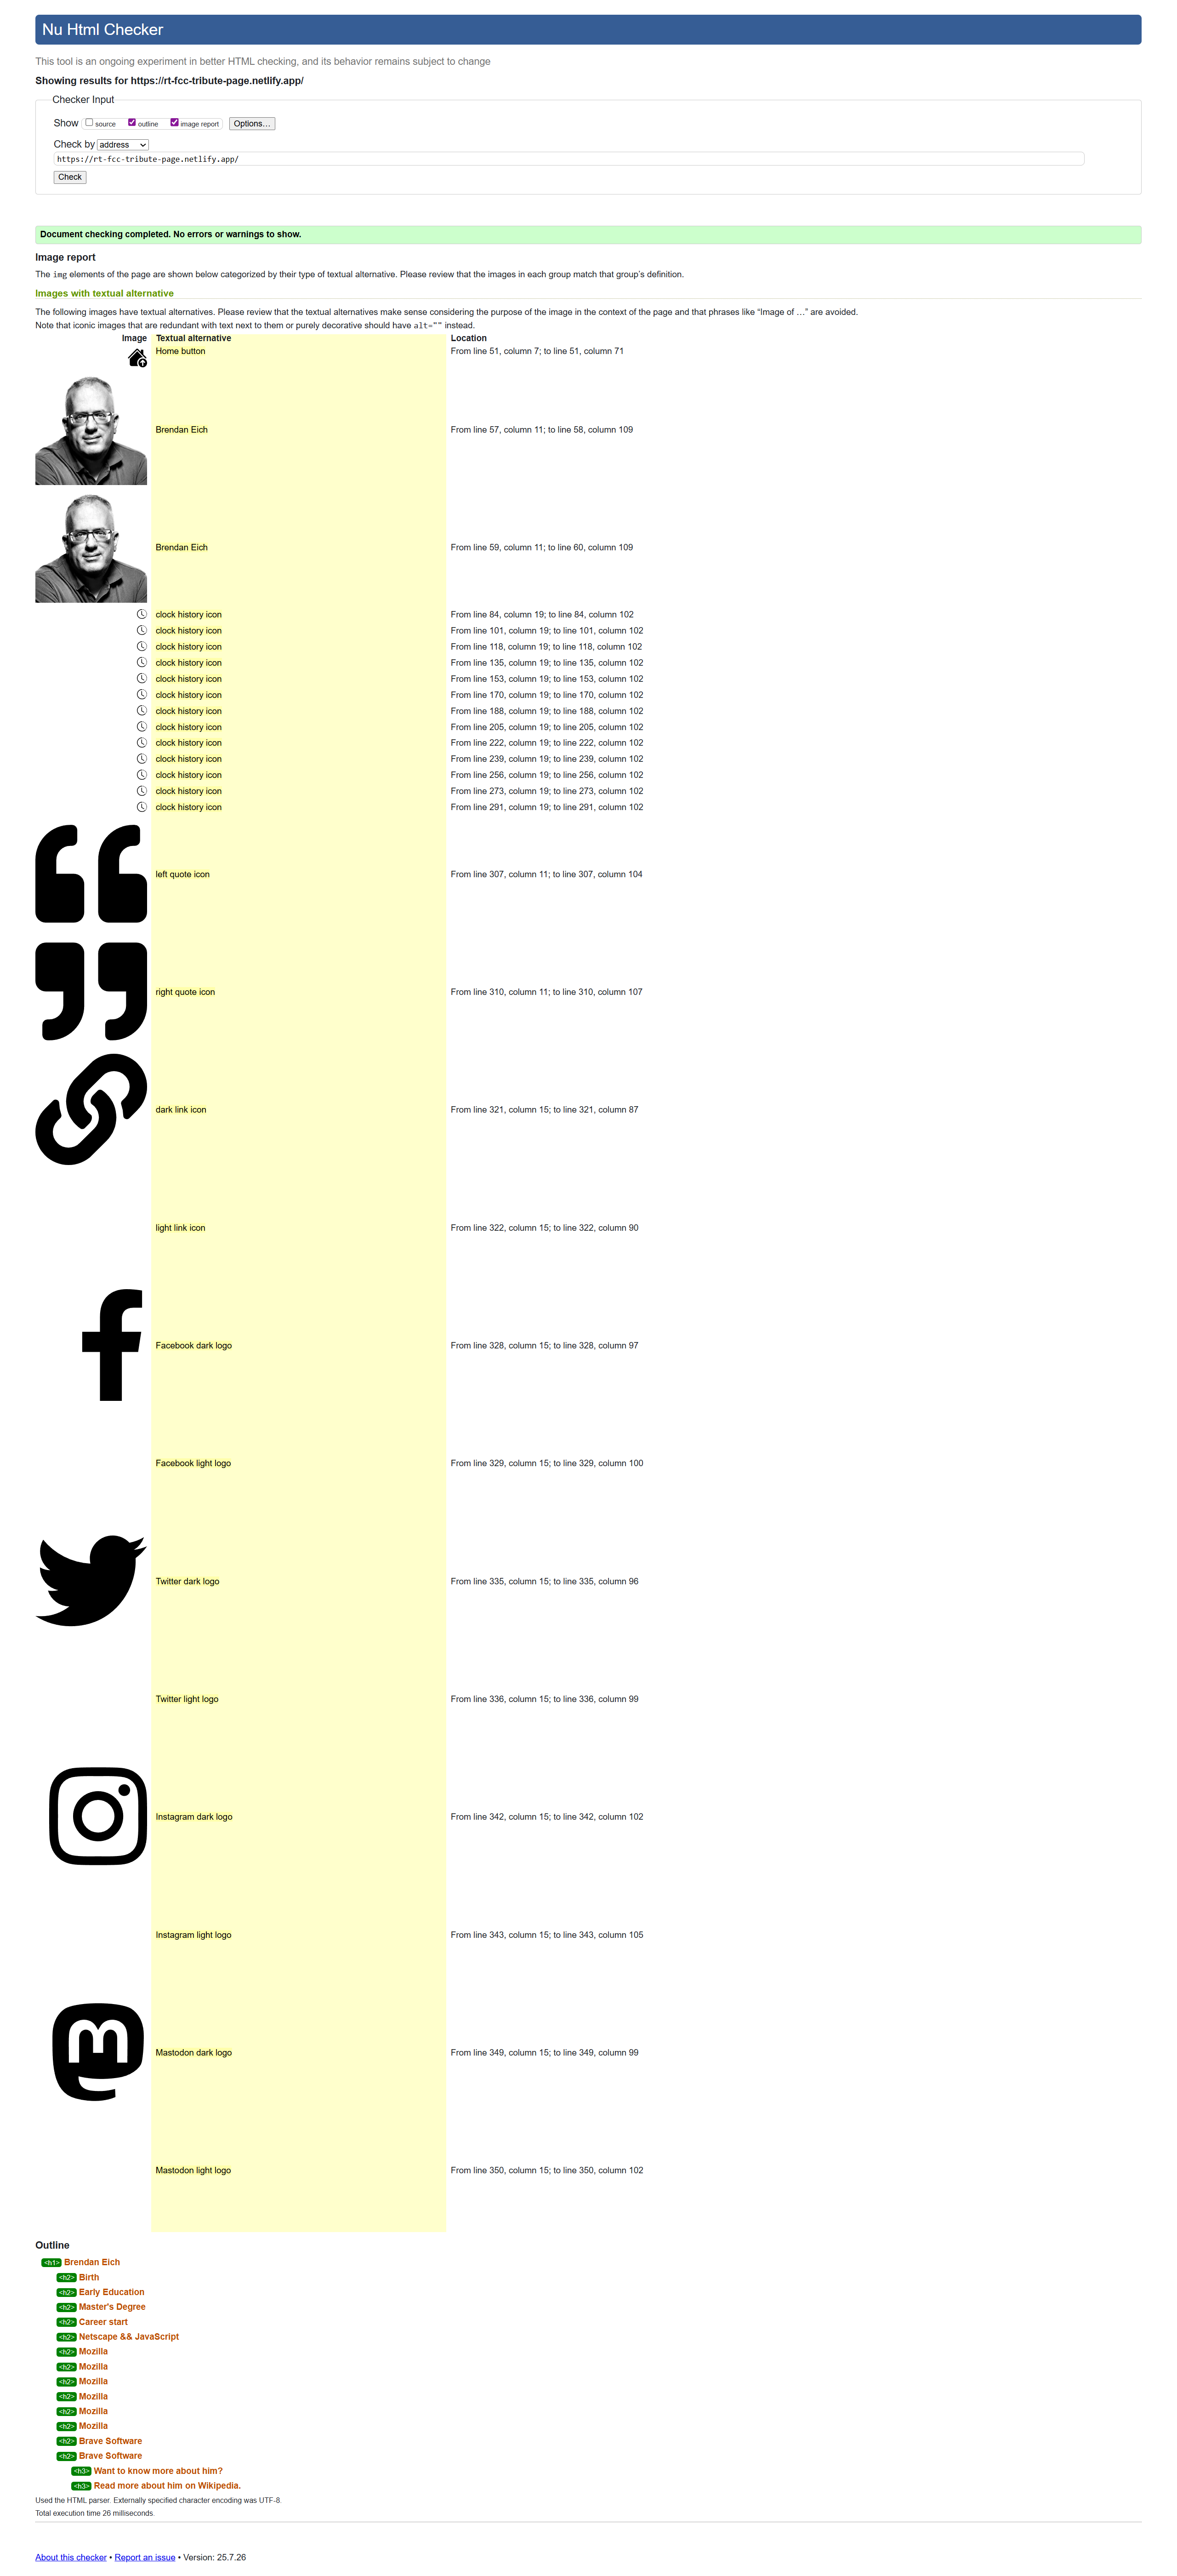 Nu Html Checker
This tool is an ongoing experiment in better HTML checking, and its behavior remains subject to change
Showing results for https://rt-fcc-tribute-page.netlify.app/
Checker Input
Show source outline image report Options...
Check by address
https://rt-fcc-tribute-page.netlify.app/
Check
Document checking completed. No errors or warnings to show.
Image report
The img elements of the page are shown below categorized by their type of textual alternative. Please review that the images in each group match that group's definition.
Images with textual alternative
The following images have textual alternatives. Please review that the textual alternatives make sense considering the purpose of the image in the context of the page and that phrases like “Image of …” are avoided.
Note that iconic images that are redundant with text next to them or purely decorative should have alt="" instead.
Image Textual alternative Location
Home button From line 51, column 7; to line 51, column 71
Brendan Eich From line 57, column 11; to line 58, column 109
Brendan Eich From line 59, column 11; to line 60, column 109
clock history icon From line 84, column 19; to line 84, column 102
clock history icon From line 101, column 19; to line 101, column 102
clock history icon From line 118, column 19; to line 118, column 102
clock history icon From line 135, column 19; to line 135, column 102
clock history icon From line 153, column 19; to line 153, column 102
clock history icon From line 170, column 19; to line 170, column 102
clock history icon From line 188, column 19; to line 188, column 102
clock history icon From line 205, column 19; to line 205, column 102
clock history icon From line 222, column 19; to line 222, column 102
clock history icon From line 239, column 19; to line 239, column 102
clock history icon From line 256, column 19; to line 256, column 102
clock history icon From line 273, column 19; to line 273, column 102
clock history icon From line 291, column 19; to line 291, column 102
left quote icon From line 307, column 11; to line 307, column 104
right quote icon From line 310, column 11; to line 310, column 107
dark link icon From line 321, column 15; to line 321, column 87
light link icon From line 322, column 15; to line 322, column 90
Facebook dark logo From line 328, column 15; to line 328, column 97
Facebook light logo From line 329, column 15; to line 329, column 100
Twitter dark logo From line 335, column 15; to line 335, column 96
Twitter light logo From line 336, column 15; to line 336, column 99
Instagram dark logo From line 342, column 15; to line 342, column 102
Instagram light logo From line 343, column 15; to line 343, column 105
Mastodon dark logo From line 349, column 15; to line 349, column 99
Mastodon light logo From line 350, column 15; to line 350, column 102
Outline
<h1> Brendan Eich
<h2> Birth
<h2> Early Education
<h2> Master's Degree
<h2> Career start
<h2> Netscape && JavaScript
<h2> Mozilla
<h2> Mozilla
<h2> Mozilla
<h2> Mozilla
<h2> Mozilla
<h2> Mozilla
<h2> Brave Software
<h2> Brave Software
<h3> Want to know more about him?
<h3> Read more about him on Wikipedia.
Used the HTML parser. Externally specified character encoding was UTF-8.
Total execution time 26 milliseconds.
About this checker • Report an issue • Version: 25.7.26